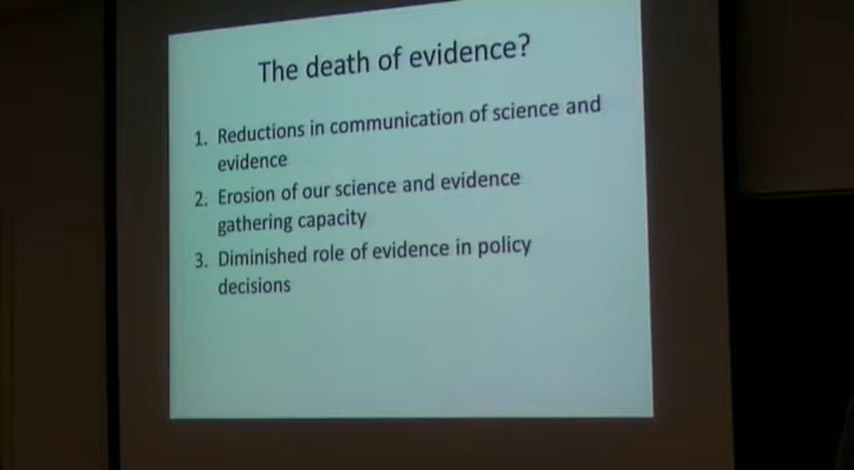 The death of evidence?
1. Reductions in communication of science and
evidence
2. Erosion of our science and evidence
gathering capacity
3. Diminished role of evidence in policy
decisions